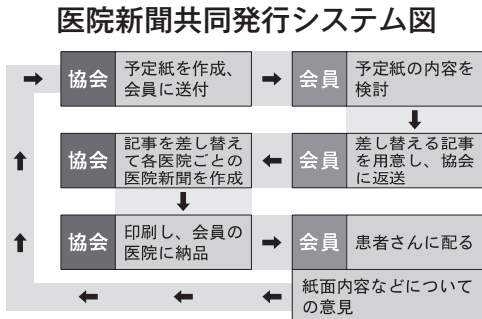 医院新聞共同発行システム図
協会
予定紙を作成、
会員に送付
会員
予定紙の内容を
検討
協会
記事を差し替え
て各医院ごとの
医院新聞を作成
会員
差し替える記事
を用意し、協会
に返送
協会
印刷し、会員の
医院に納品
会員
患者さんに配る
紙面内容などについて
の意見